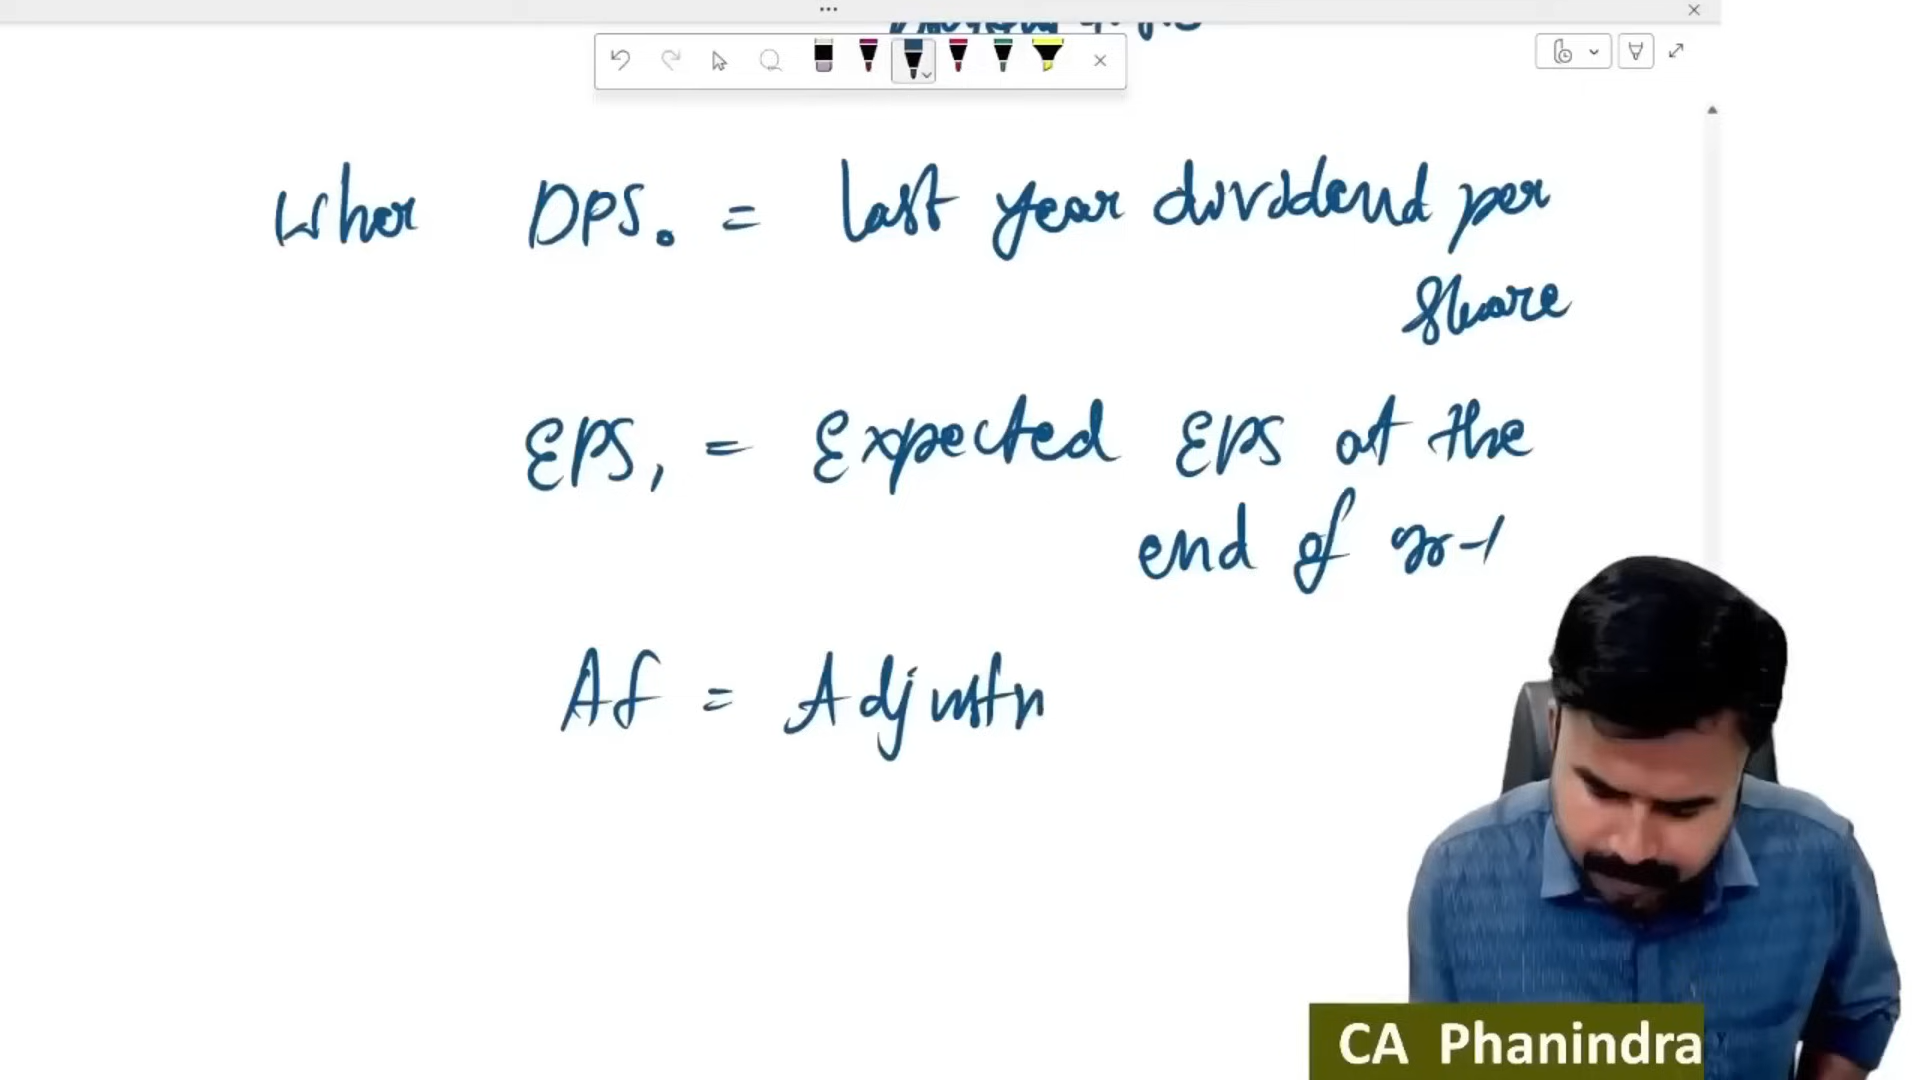 Where DPS₀ = last year dividend per
share
EPS₁ = Expected EPS at the
end of yr-1
Af = Adjustm
CA Phanindra